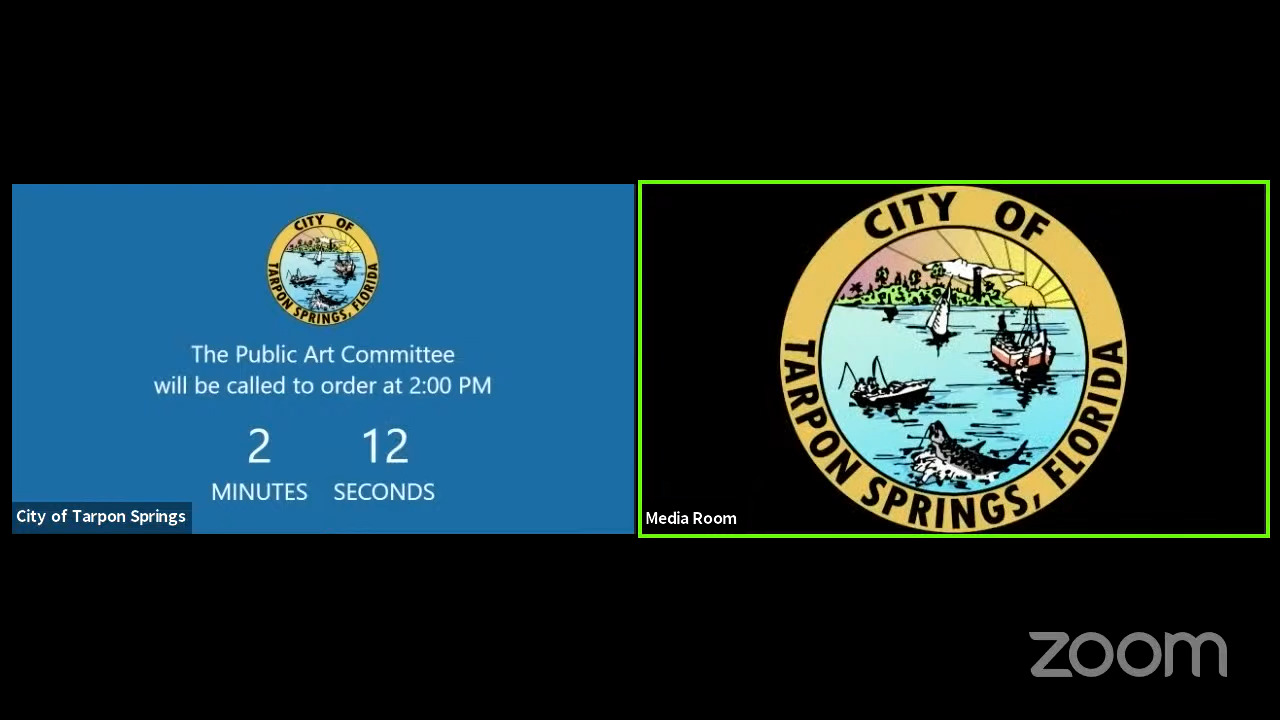 CITY OF
TARPON SPRINGS, FLORIDA
The Public Art Committee
will be called to order at 2:00 PM
2 12
MINUTES SECONDS
City of Tarpon Springs
CITY OF
TARPON SPRINGS, FLORIDA
Media Room
zoom